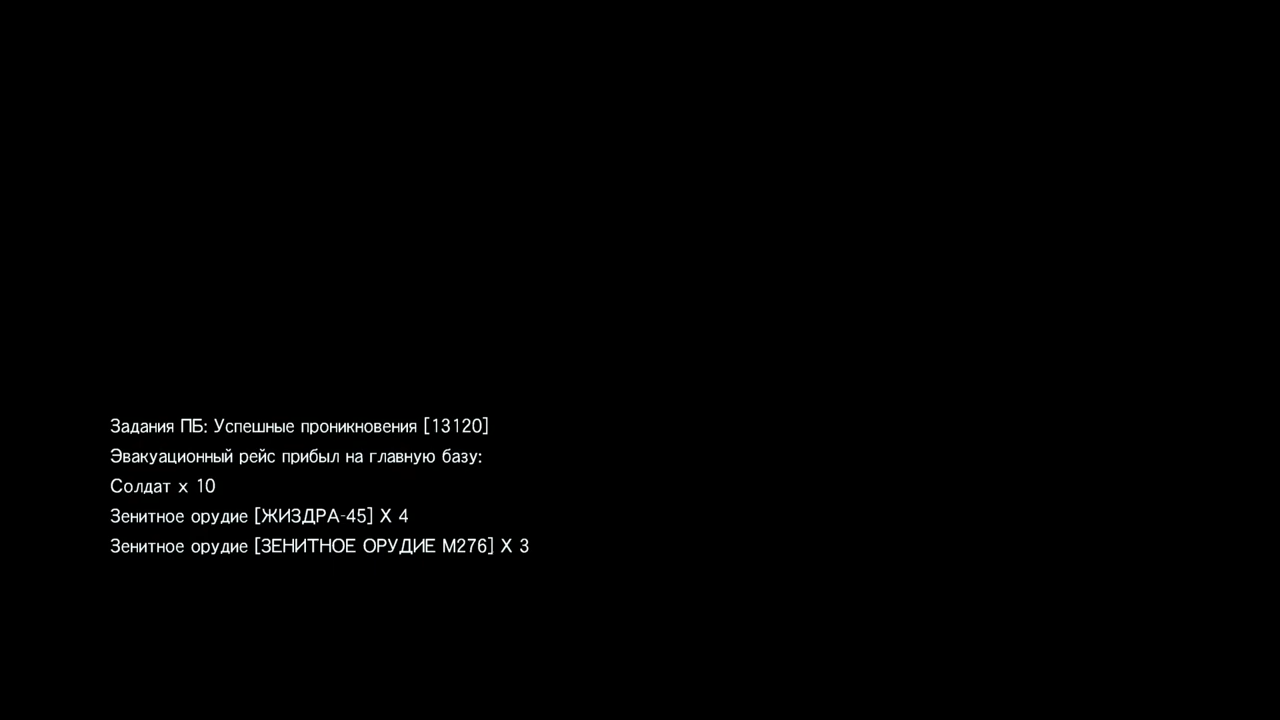 Задания ПБ: Успешные проникновения [13120]
Эвакуационный рейс прибыл на главную базу:
Солдат x 10
Зенитное орудие [ЖИЗДРА-45] X 4
Зенитное орудие [ЗЕНИТНОЕ ОРУДИЕ M276] X 3